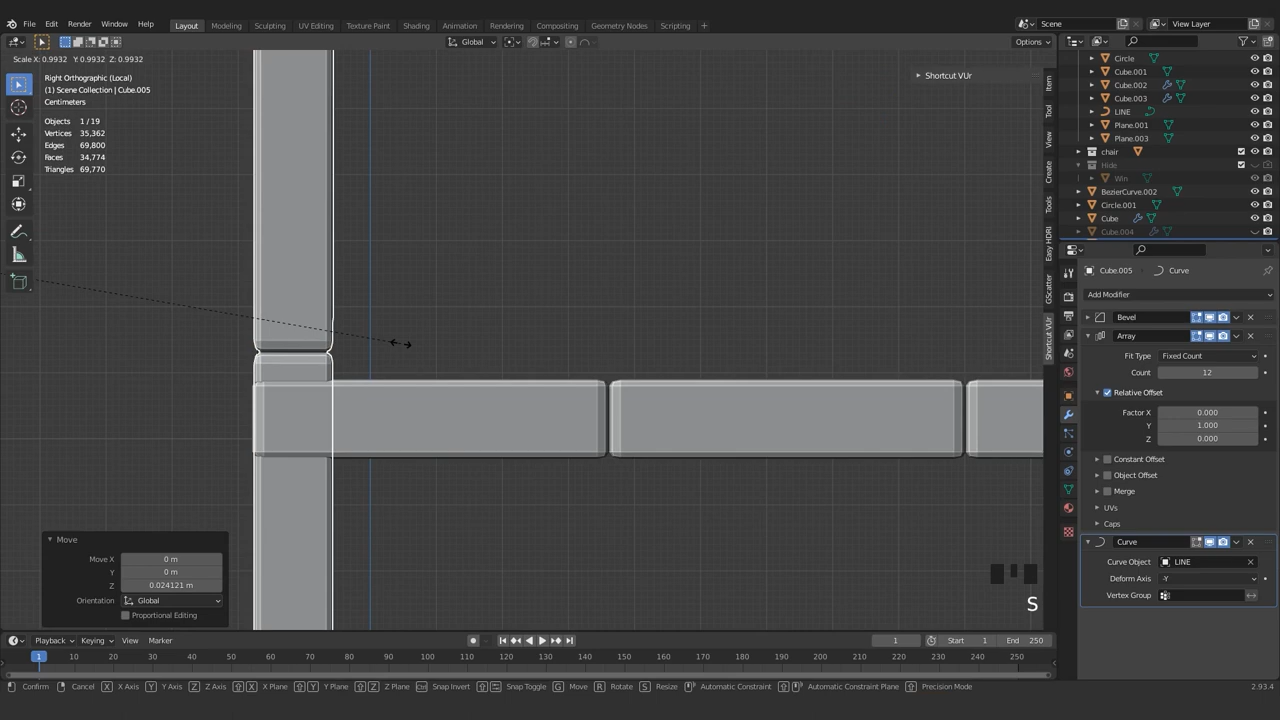 File Edit Render Window Help Layout Modeling Sculpting UV Editing Texture Paint Shading Animation Rendering Compositing Geometry Nodes Scripting Scene View Layer
Global Options
Scale X: 0.9932 Y: 0.9932 Z: 0.9932
Right Orthographic (Local)
(1) Scene Collection | Cube.005
Centimeters
Objects 1 / 19
Vertices 35,362
Edges 69,800
Faces 34,774
Triangles 69,770
Shortcut VUr
Item
Tool
View
Create
Tools
Easy HDRI
GScatter
Shortcut VUr
Circle
Cube.001
Cube.002
Cube.003
LINE
Plane.001
Plane.003
chair
Hide
Win
BezierCurve.002
Circle.001
Cube
Cube.004
Cube.005 Curve
Add Modifier
Bevel
Array
Fit Type Fixed Count
Count 12
Relative Offset
Factor X 0.000
Y 1.000
Z 0.000
Constant Offset
Object Offset
Merge
UVs
Caps
Curve
Curve Object LINE
Deform Axis -Y
Vertex Group
Move
Move X 0 m
Y 0 m
Z 0.024121 m
Orientation Global
Proportional Editing
S
Playback Keying View Marker 1 Start 1 End 250
1 10 20 30 40 50 60 70 80 90 100 110 120 130 140 150 160 170 180 190 200 210 220 230 240 250
Confirm Cancel X X Axis Y Y Axis Z Z Axis X X Plane Y Y Plane Z Z Plane Ctrl Snap Invert Snap Toggle G Move R Rotate S Resize Automatic Constraint Automatic Constraint Plane Precision Mode 2.93.4